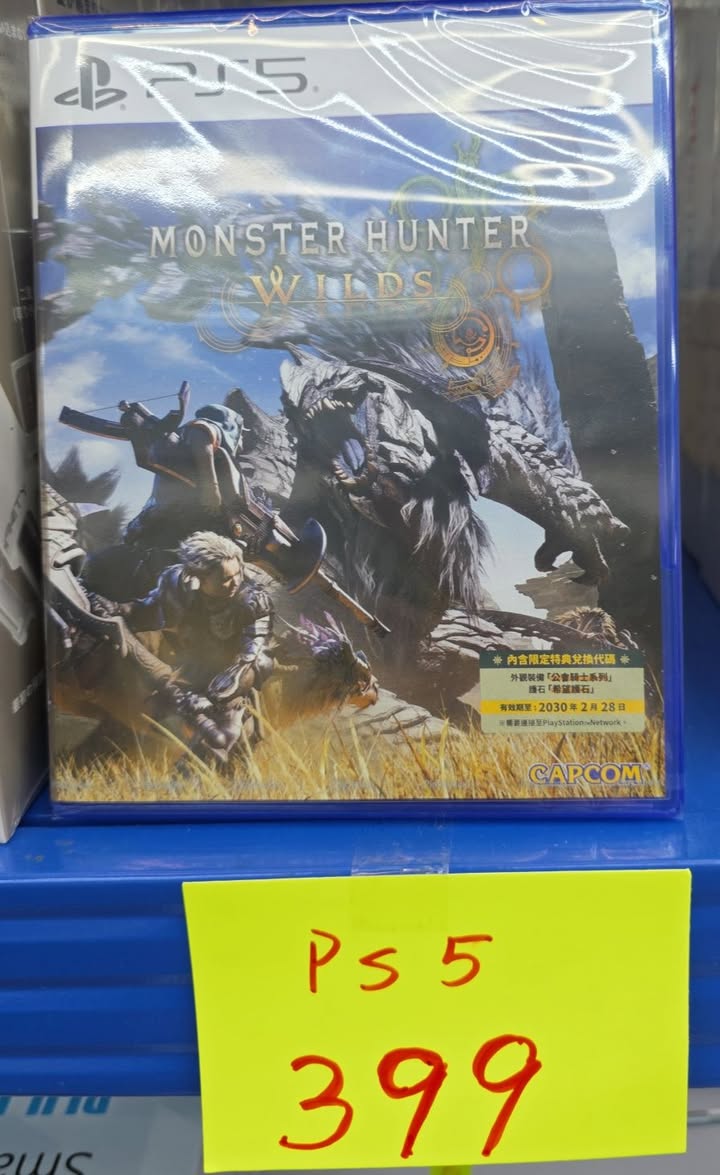 PS5
MONSTER HUNTER
WILDS
內含限定特典兌換代碼
外觀裝備「公會騎士系列」
護石「希望護石」
有效期至：2030年2月28日
※需要連接至PlayStation™Network。
CAPCOM
PS 5
399